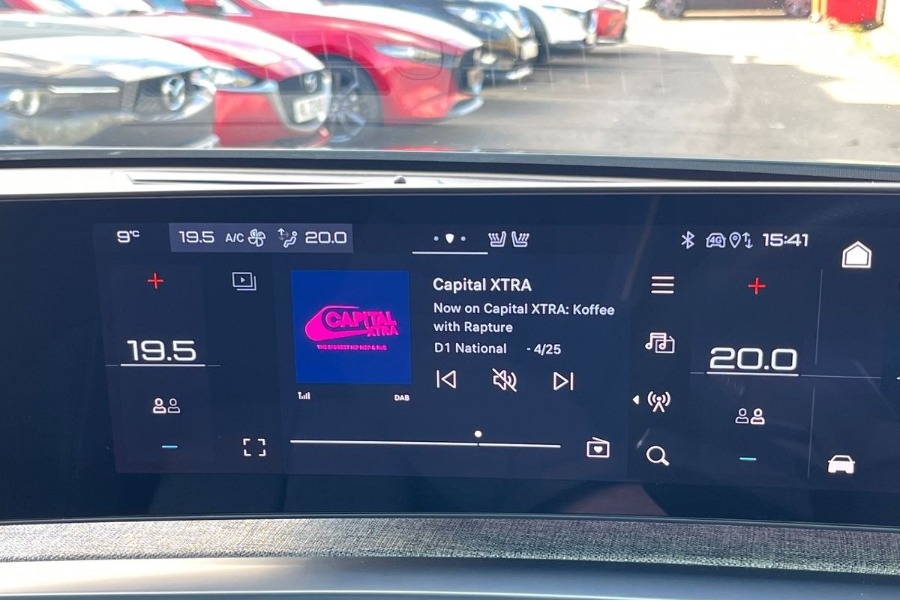 9°C
19.5 A/C 20.0
4G
15:41
Capital XTRA
Now on Capital XTRA: Koffee
with Rapture
D1 National - 4/25
CAPITAL
XTRA
19.5
20.0
DAB